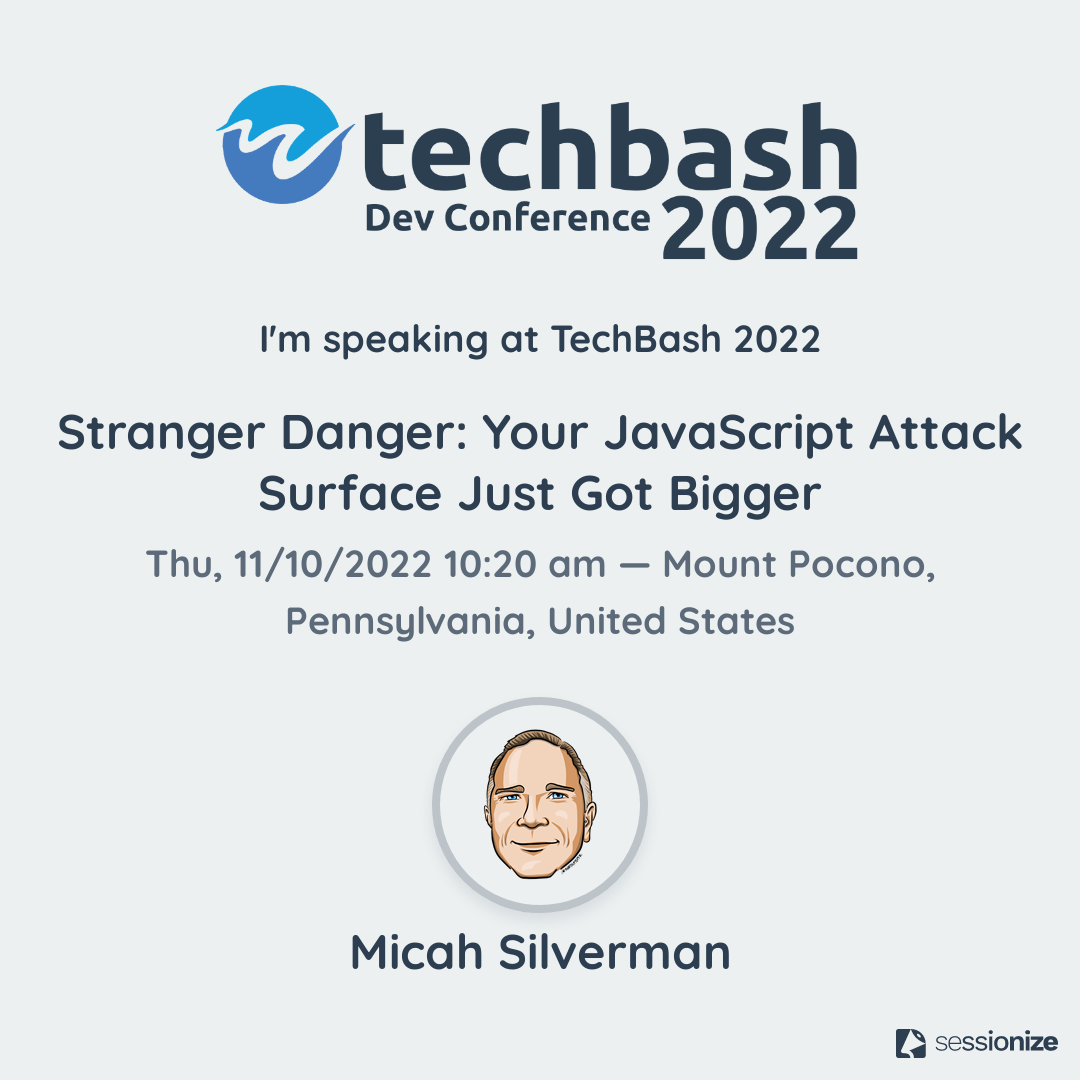 techbash
Dev Conference 2022
I'm speaking at TechBash 2022
Stranger Danger: Your JavaScript Attack
Surface Just Got Bigger
Thu, 11/10/2022 10:20 am — Mount Pocono,
Pennsylvania, United States
Micah Silverman
sessionize